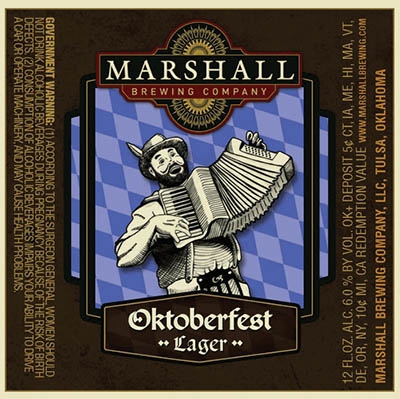 MARSHALL
BREWING COMPANY
Oktoberfest
Lager
GOVERNMENT WARNING: (1) ACCORDING TO THE SURGEON GENERAL, WOMEN SHOULD
NOT DRINK ALCOHOLIC BEVERAGES DURING PREGNANCY BECAUSE OF THE RISK OF BIRTH
DEFECTS. (2) CONSUMPTION OF ALCOHOLIC BEVERAGES IMPAIRS YOUR ABILITY TO DRIVE
A CAR OR OPERATE MACHINERY, AND MAY CAUSE HEALTH PROBLEMS.
12 FL OZ ALC. 6.0 % BY VOL., OK+ DEPOSIT 5¢ CT, IA, ME, HI, MA, VT,
DE, OR, NY, 10¢ MI, CA REDEMPTION VALUE WWW.MARSHALLBREWING.COM
MARSHALL BREWING COMPANY, LLC, TULSA, OKLAHOMA